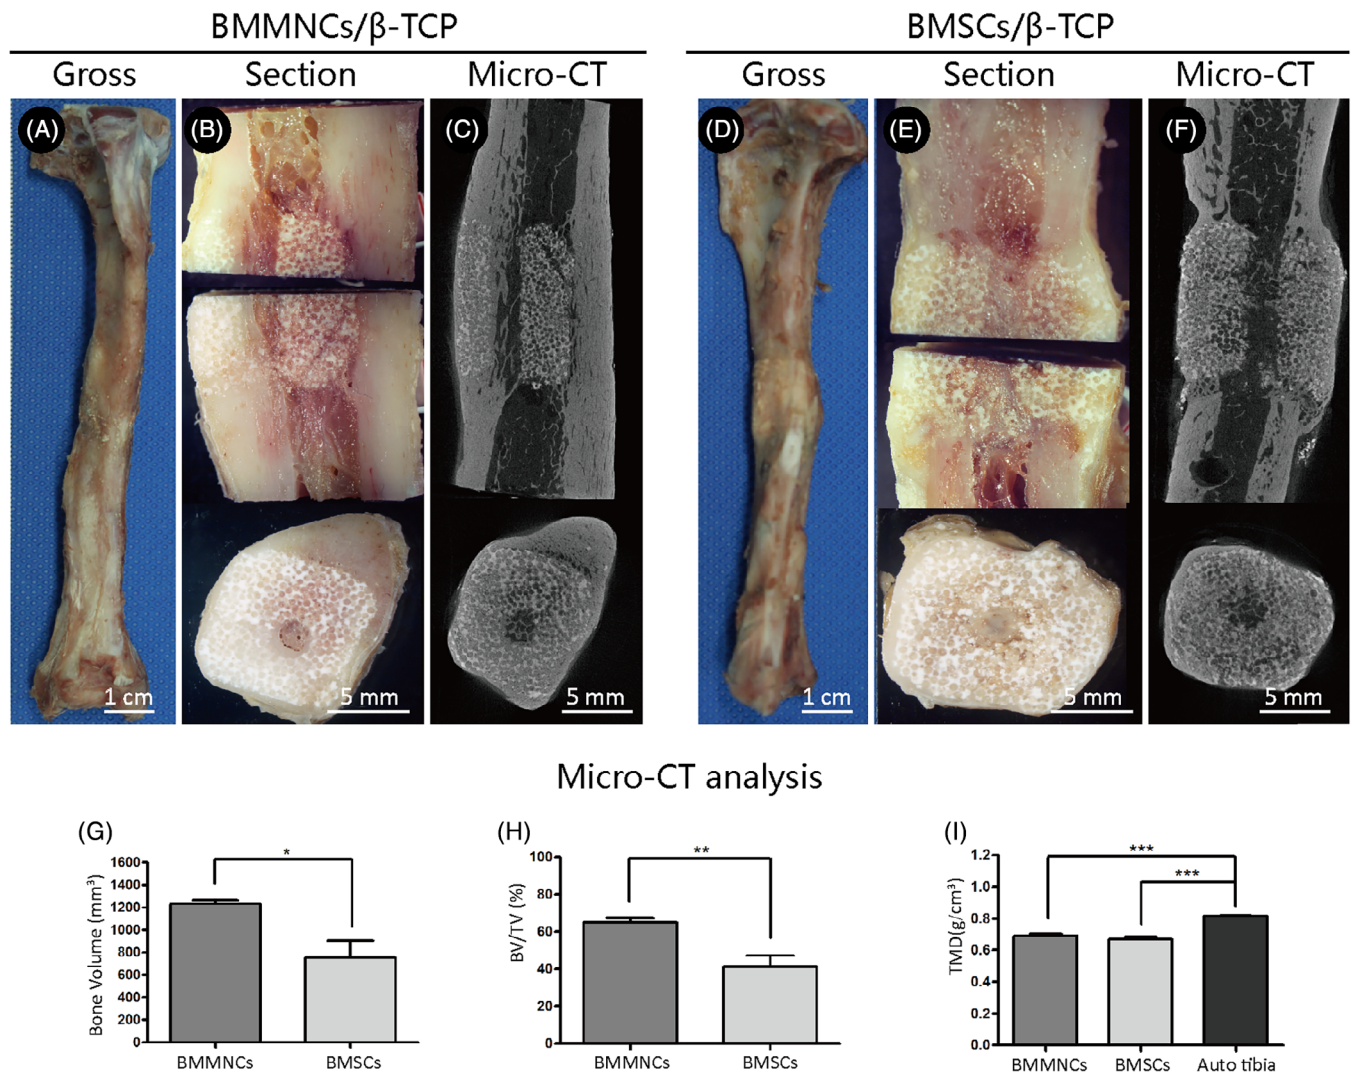 BMMNCs/β-TCP
BMSCs/β-TCP
Gross
Section
Micro-CT
Gross
Section
Micro-CT
(A)
(B)
(C)
(D)
(E)
(F)
1 cm
5 mm
5 mm
1 cm
5 mm
5 mm
Micro-CT analysis
(G)
Bone Volume (mm³)
1600
1400
1200
1000
800
600
400
200
0
*
BMMNCs
BMSCs
(H)
BV/TV (%)
100
80
60
40
20
0
**
BMMNCs
BMSCs
(I)
TMD(g/cm³)
1.2
1.0
0.8
0.6
0.4
0.2
0.0
***
***
BMMNCs
BMSCs
Auto tibia